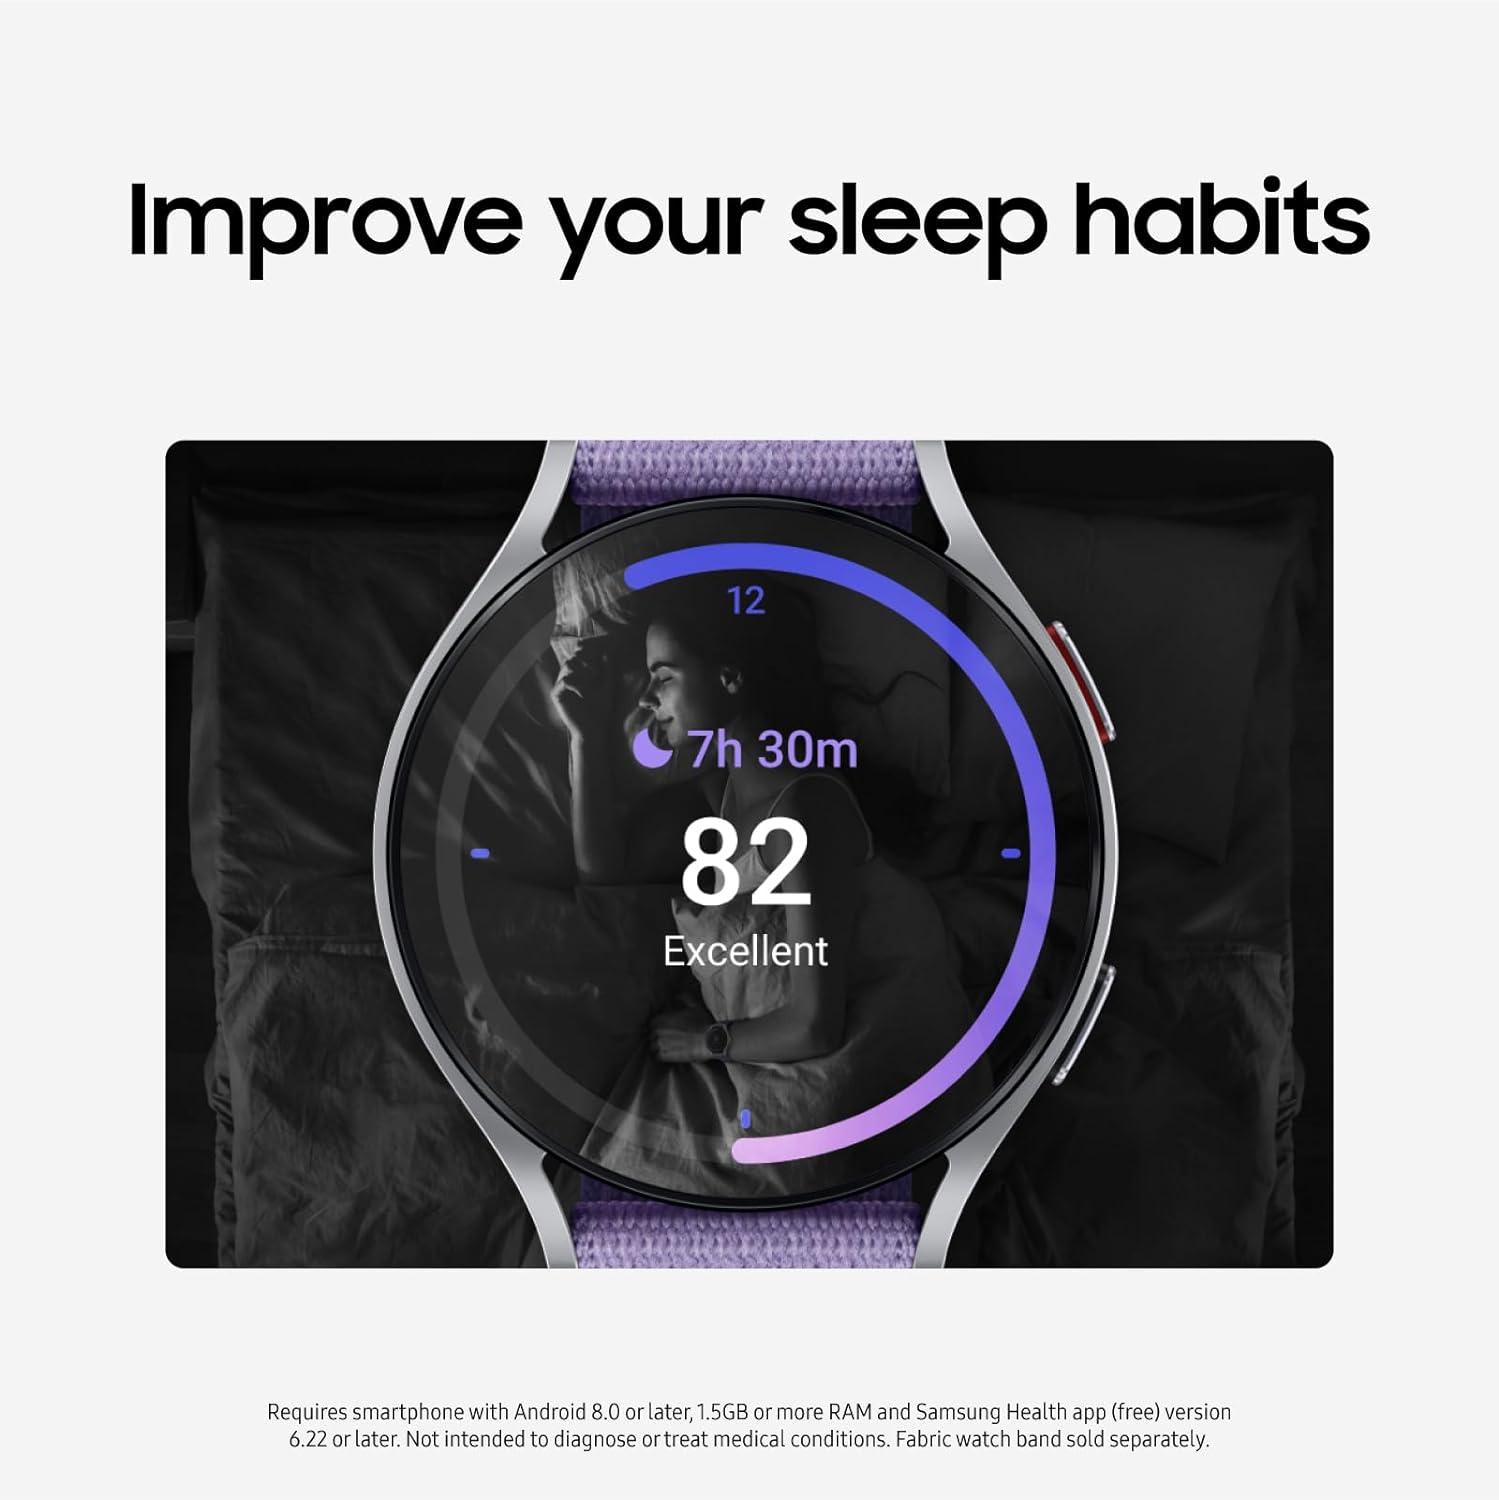 Improve your sleep habits
12
7h 30m
82
Excellent
Requires smartphone with Android 8.0 or later, 1.5GB or more RAM and Samsung Health app (free) version
6.22 or later. Not intended to diagnose or treat medical conditions. Fabric watch band sold separately.